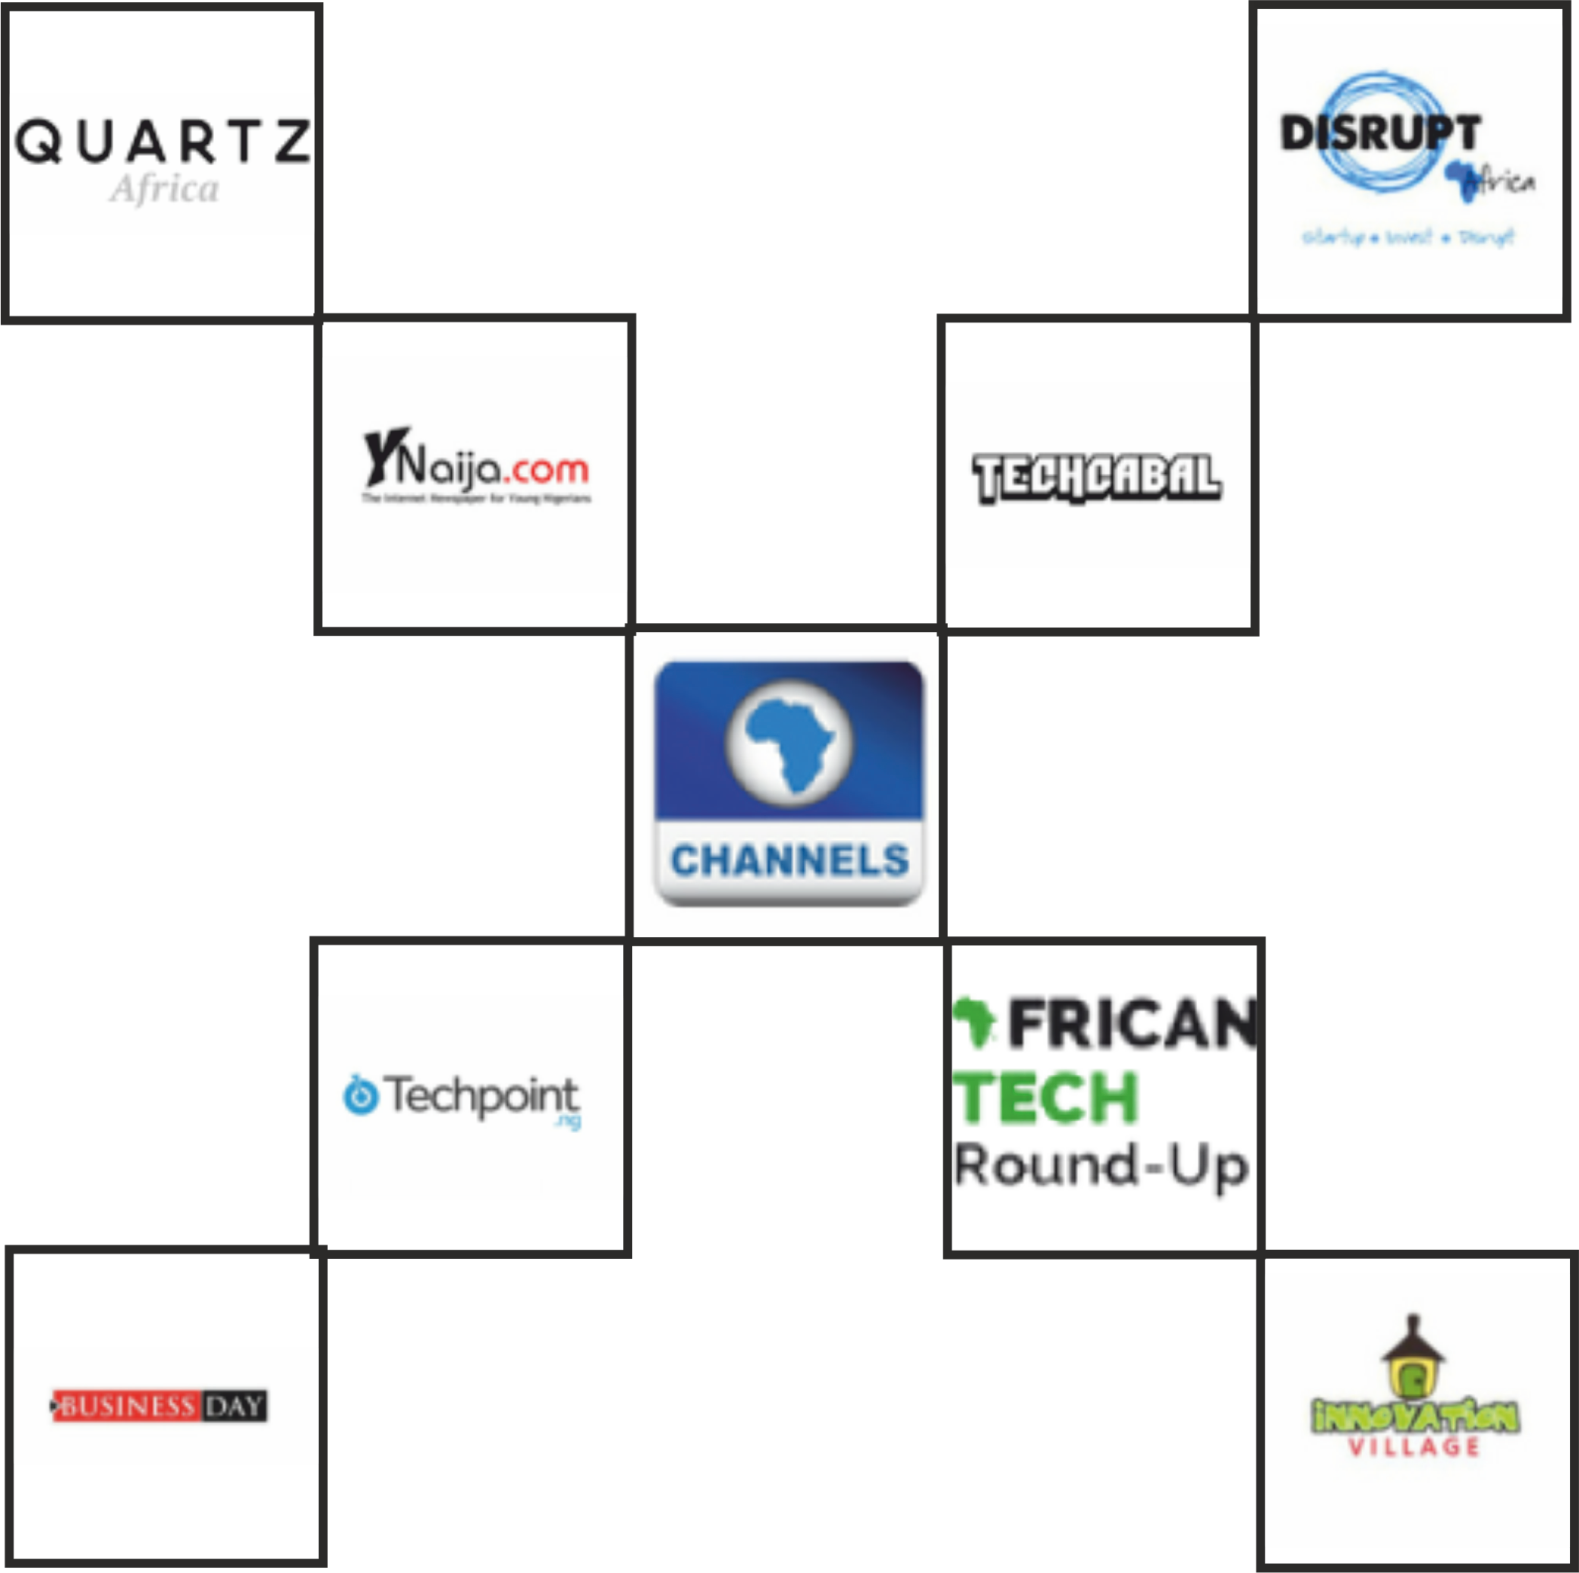 QUARTZ
Africa
DISRUPT
Africa
Startup • Invest • Disrupt
YNaija.com
The Internet Newspaper for Young Nigerians
TECHCABAL
CHANNELS
Techpoint
.ng
FRICAN
TECH
Round-Up
BUSINESS DAY
INNOVATION
VILLAGE